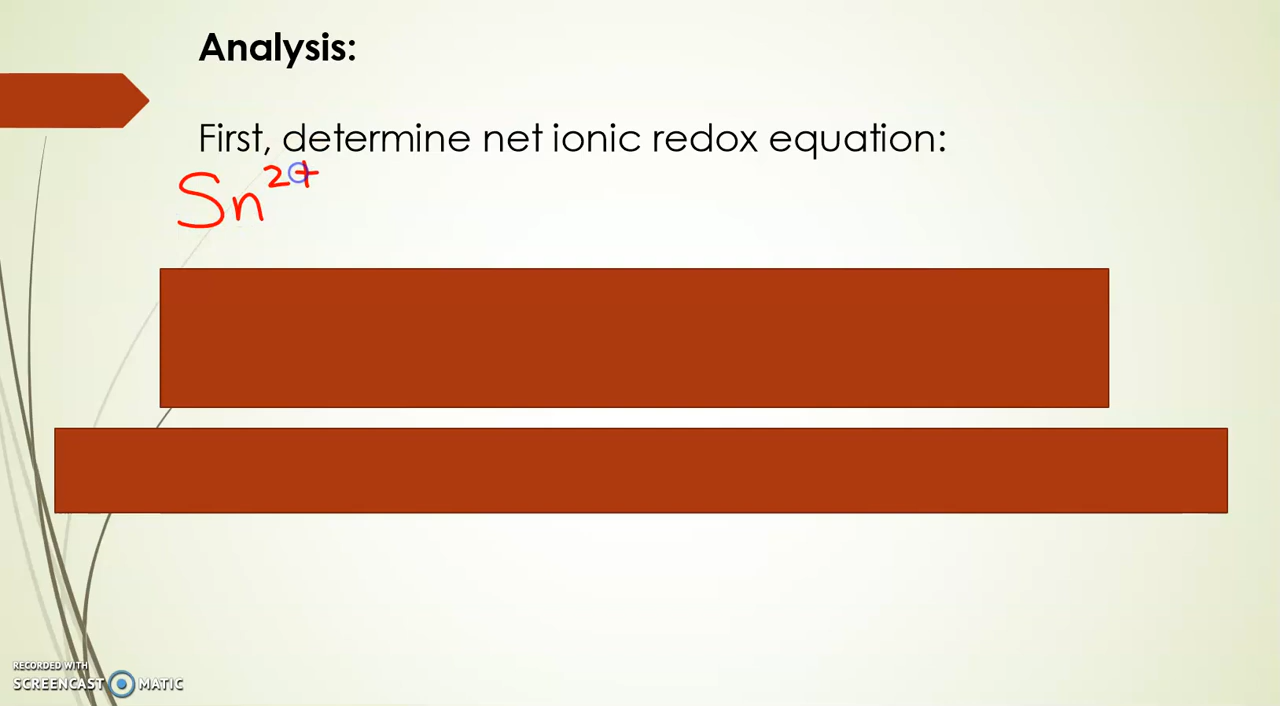 Analysis:
First, determine net ionic redox equation:
Sn²⁺
RECORDED WITH
SCREENCAST MATIC